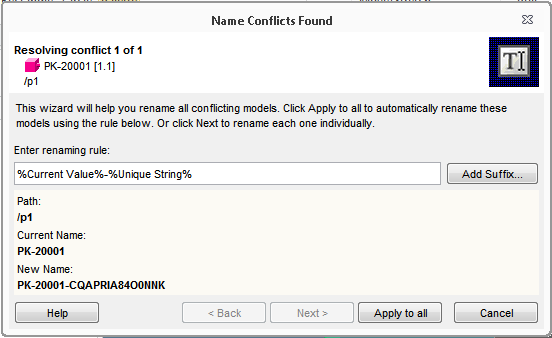 Name Conflicts Found
Resolving conflict 1 of 1
PK-20001 [1.1]
/p1
This wizard will help you rename all conflicting models. Click Apply to all to automatically rename these
models using the rule below. Or click Next to rename each one individually.
Enter renaming rule:
%Current Value%-%Unique String%
Add Suffix...
Path:
/p1
Current Name:
PK-20001
New Name:
PK-20001-CQAPRIA84O0NNK
Help
< Back
Next >
Apply to all
Cancel